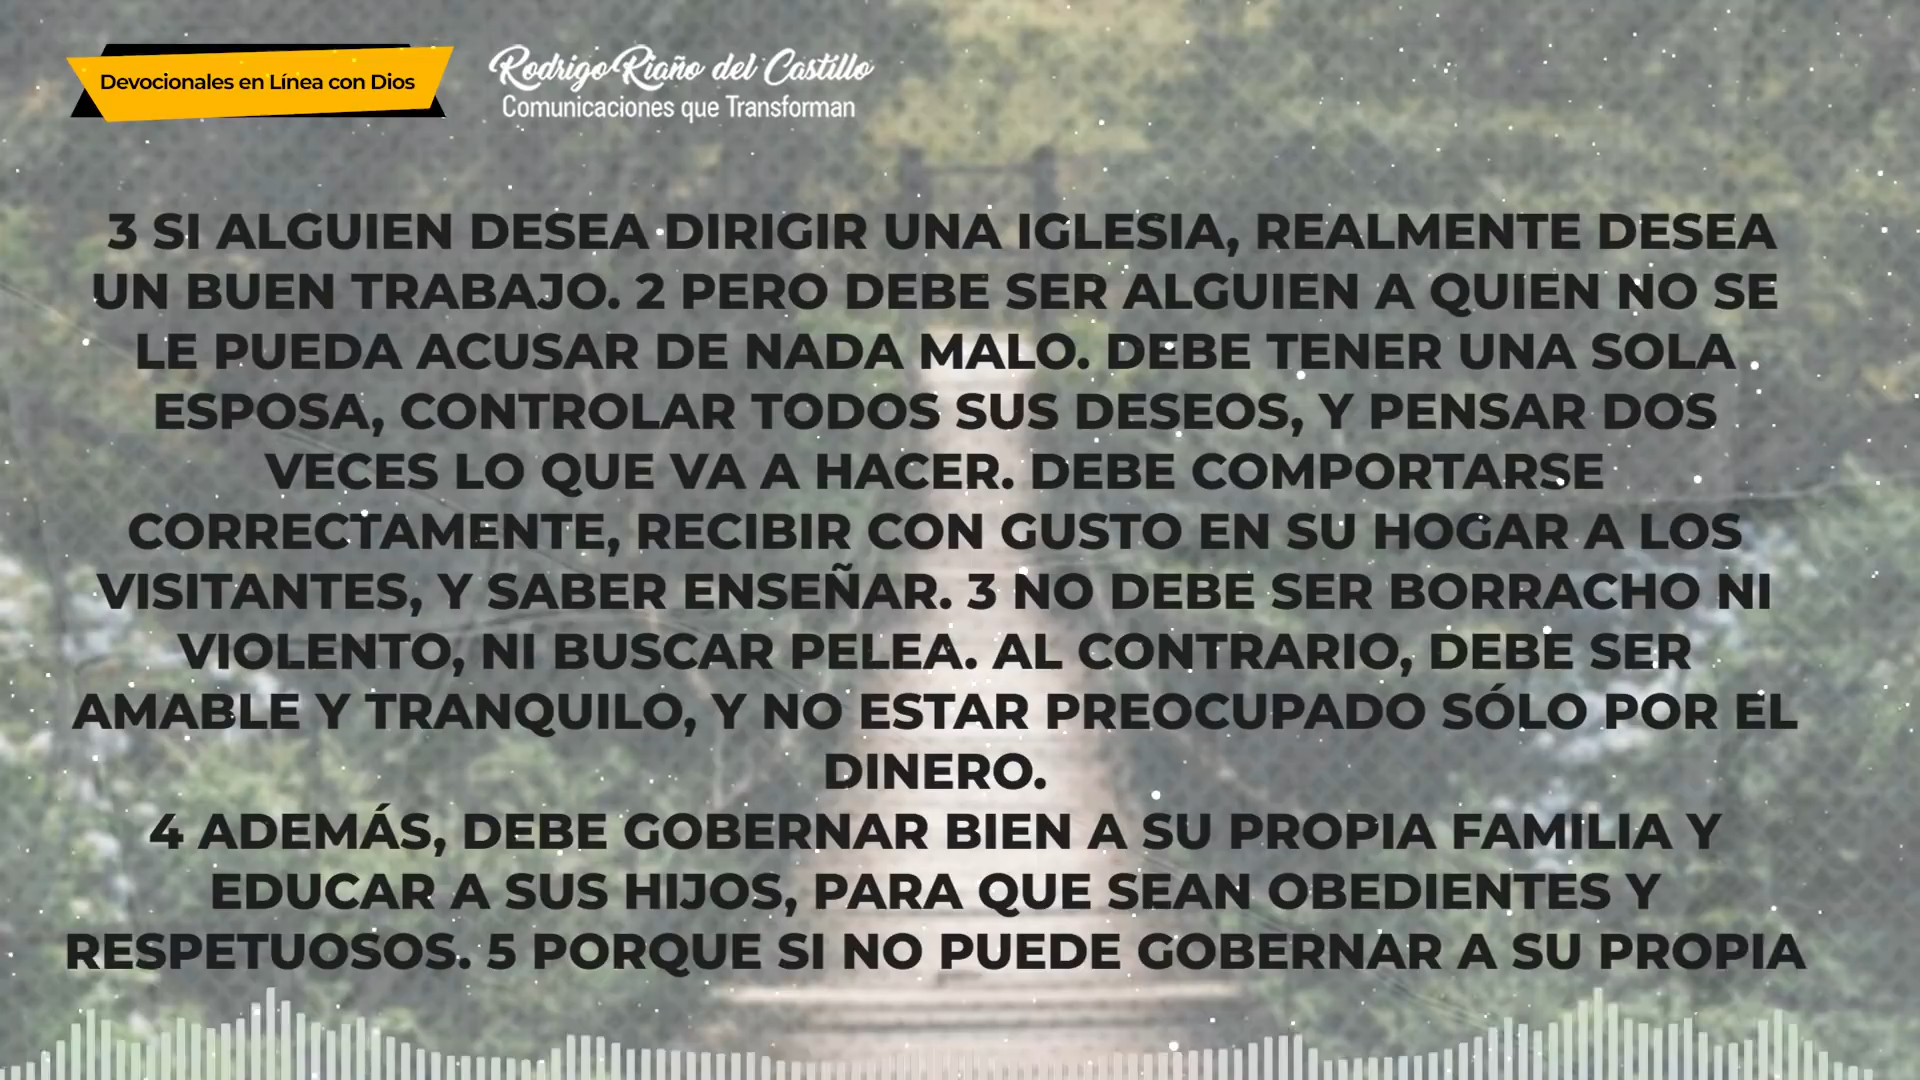 Devocionales en Línea con Dios
Rodrigo Riaño del Castillo
Comunicaciones que Transforman
3 SI ALGUIEN DESEA DIRIGIR UNA IGLESIA, REALMENTE DESEA
UN BUEN TRABAJO. 2 PERO DEBE SER ALGUIEN A QUIEN NO SE
LE PUEDA ACUSAR DE NADA MALO. DEBE TENER UNA SOLA
ESPOSA, CONTROLAR TODOS SUS DESEOS, Y PENSAR DOS
VECES LO QUE VA A HACER. DEBE COMPORTARSE
CORRECTAMENTE, RECIBIR CON GUSTO EN SU HOGAR A LOS
VISITANTES, Y SABER ENSEÑAR. 3 NO DEBE SER BORRACHO NI
VIOLENTO, NI BUSCAR PELEA. AL CONTRARIO, DEBE SER
AMABLE Y TRANQUILO, Y NO ESTAR PREOCUPADO SÓLO POR EL
DINERO.
4 ADEMÁS, DEBE GOBERNAR BIEN A SU PROPIA FAMILIA Y
EDUCAR A SUS HIJOS, PARA QUE SEAN OBEDIENTES Y
RESPETUOSOS. 5 PORQUE SI NO PUEDE GOBERNAR A SU PROPIA